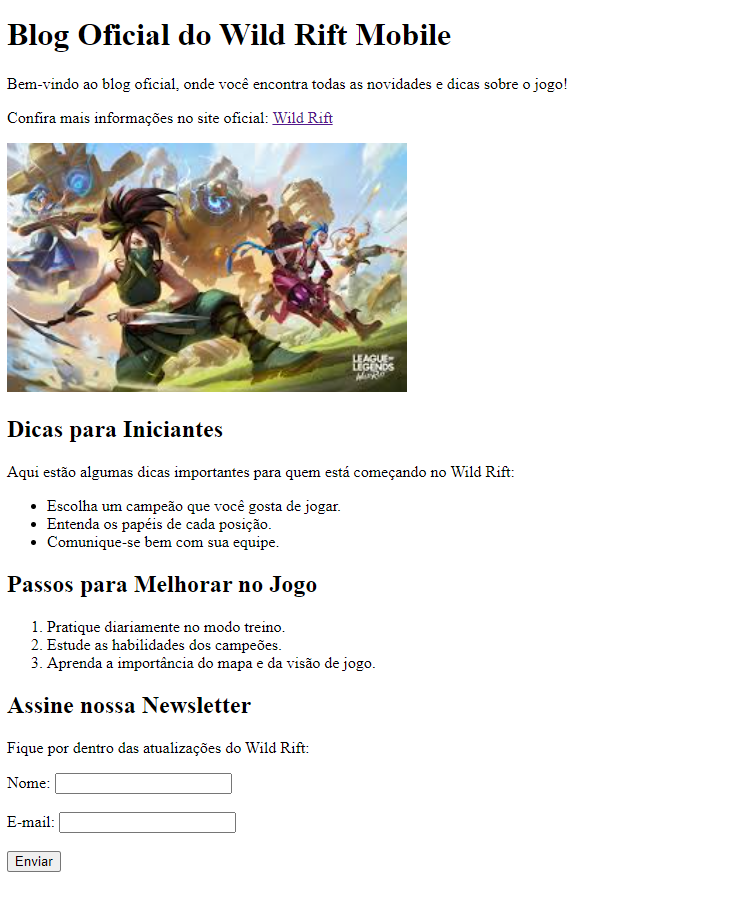 Blog Oficial do Wild Rift Mobile
Bem-vindo ao blog oficial, onde você encontra todas as novidades e dicas sobre o jogo!
Confira mais informações no site oficial: Wild Rift
LEAGUE OF
LEGENDS
WILD RIFT
Dicas para Iniciantes
Aqui estão algumas dicas importantes para quem está começando no Wild Rift:
• Escolha um campeão que você gosta de jogar.
• Entenda os papéis de cada posição.
• Comunique-se bem com sua equipe.
Passos para Melhorar no Jogo
1. Pratique diariamente no modo treino.
2. Estude as habilidades dos campeões.
3. Aprenda a importância do mapa e da visão de jogo.
Assine nossa Newsletter
Fique por dentro das atualizações do Wild Rift:
Nome:
E-mail:
Enviar